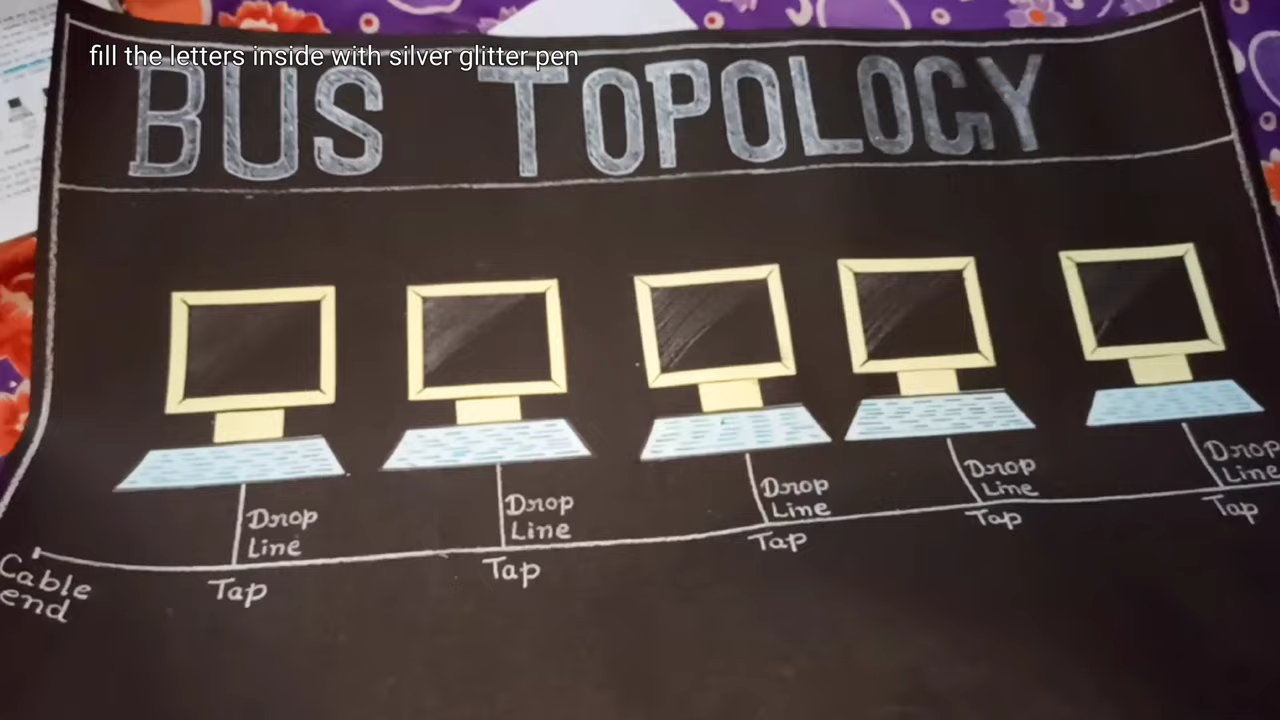 fill the letters inside with silver glitter pen
BUS TOPOLOGY
Drop
Line
Drop
Line
Drop
Line
Drop
Line
Drop
Line
Tap
Tap
Tap
Tap
Tap
Cable
end